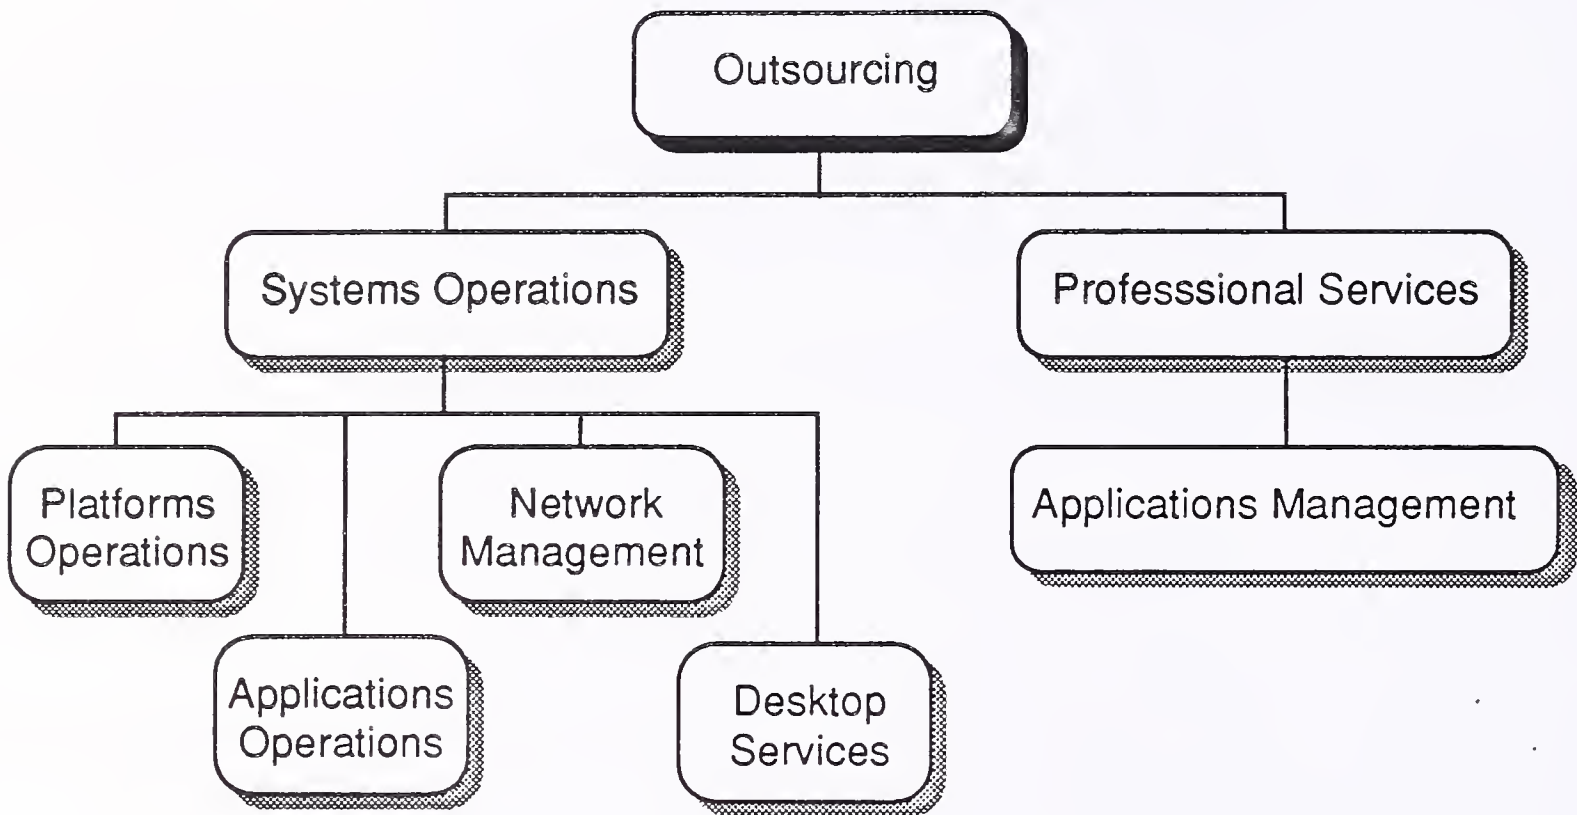 Outsourcing
Systems Operations
Professsional Services
Platforms
Operations
Network
Management
Applications Management
Applications
Operations
Desktop
Services